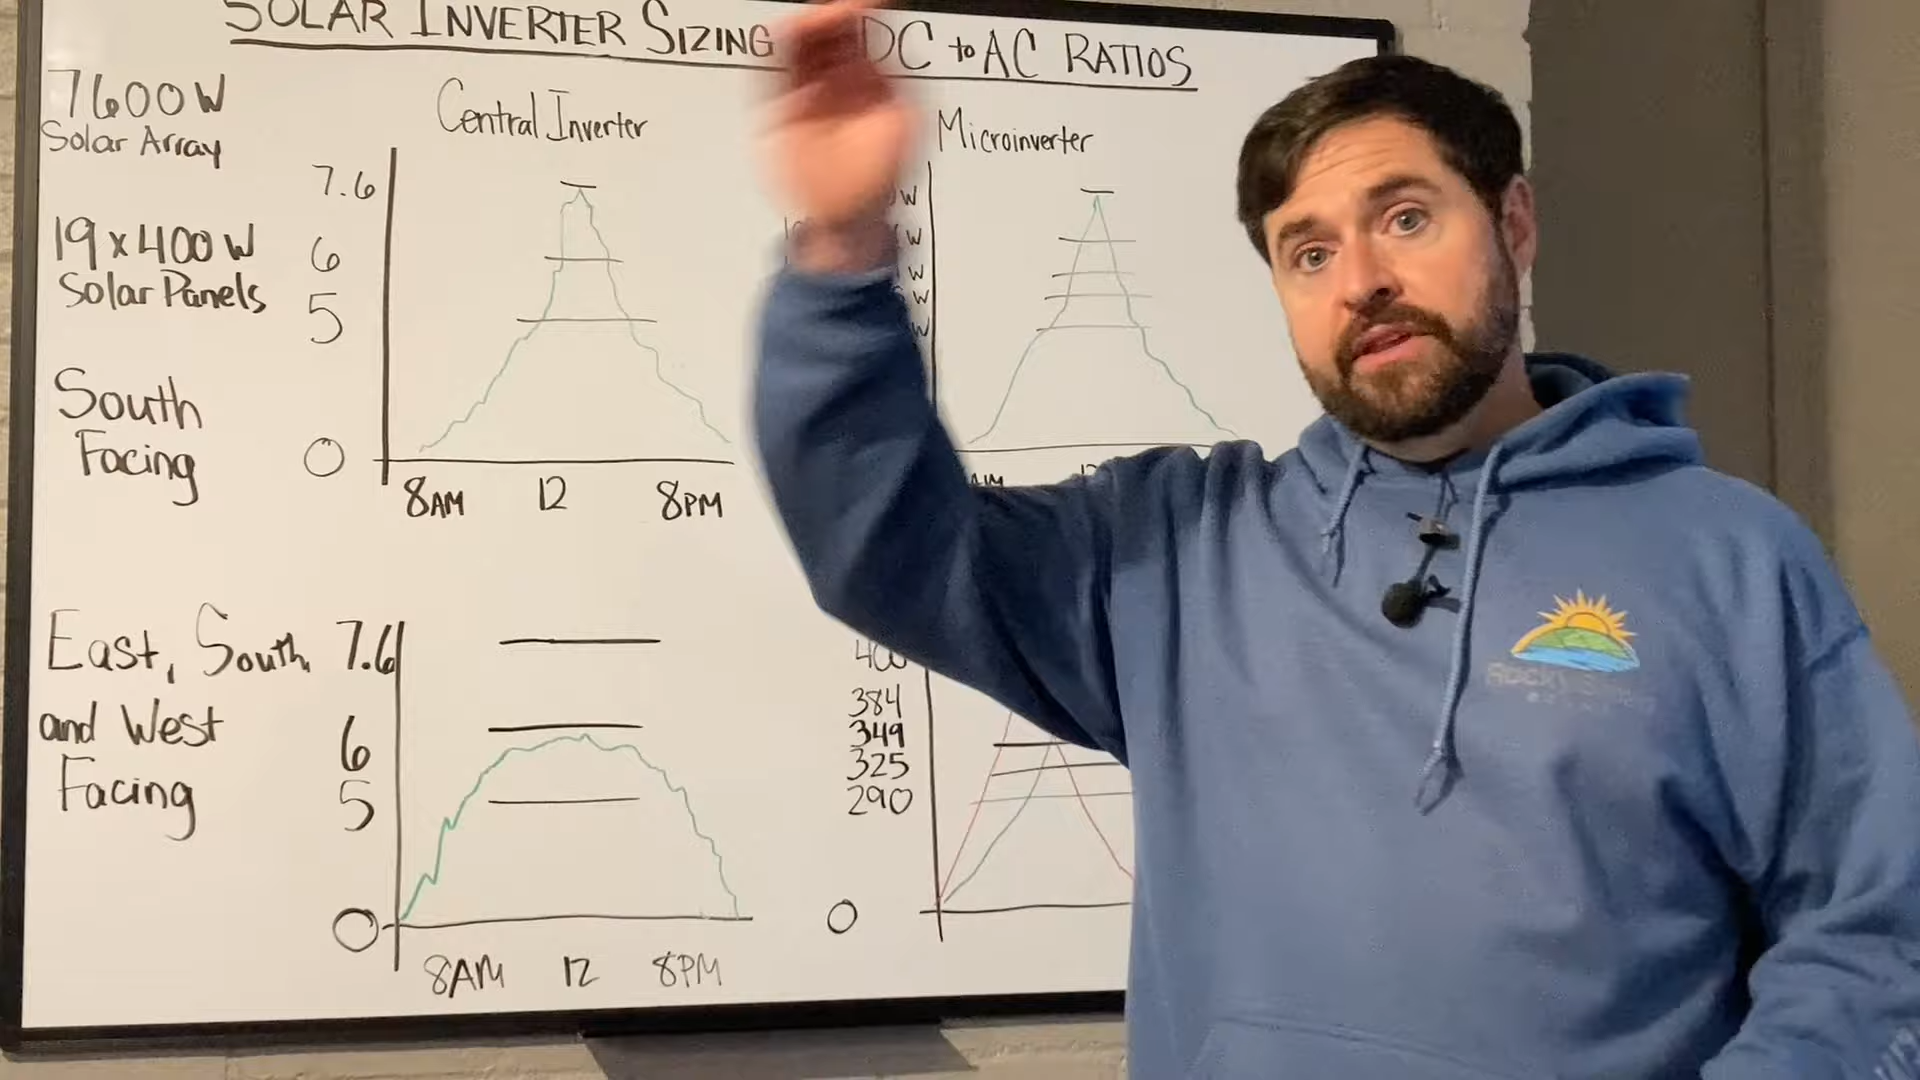 SOLAR INVERTER SIZING DC to AC RATIOS
7600W
Solar Array
19 x 400 W
Solar Panels
South
Facing
Central Inverter
7.6
6
5
0
8AM 12 8PM
Microinverter
W
W
W
W
W
East, South,
and West
Facing
7.6
6
5
0
8AM 12 8PM
384
349
325
290
0